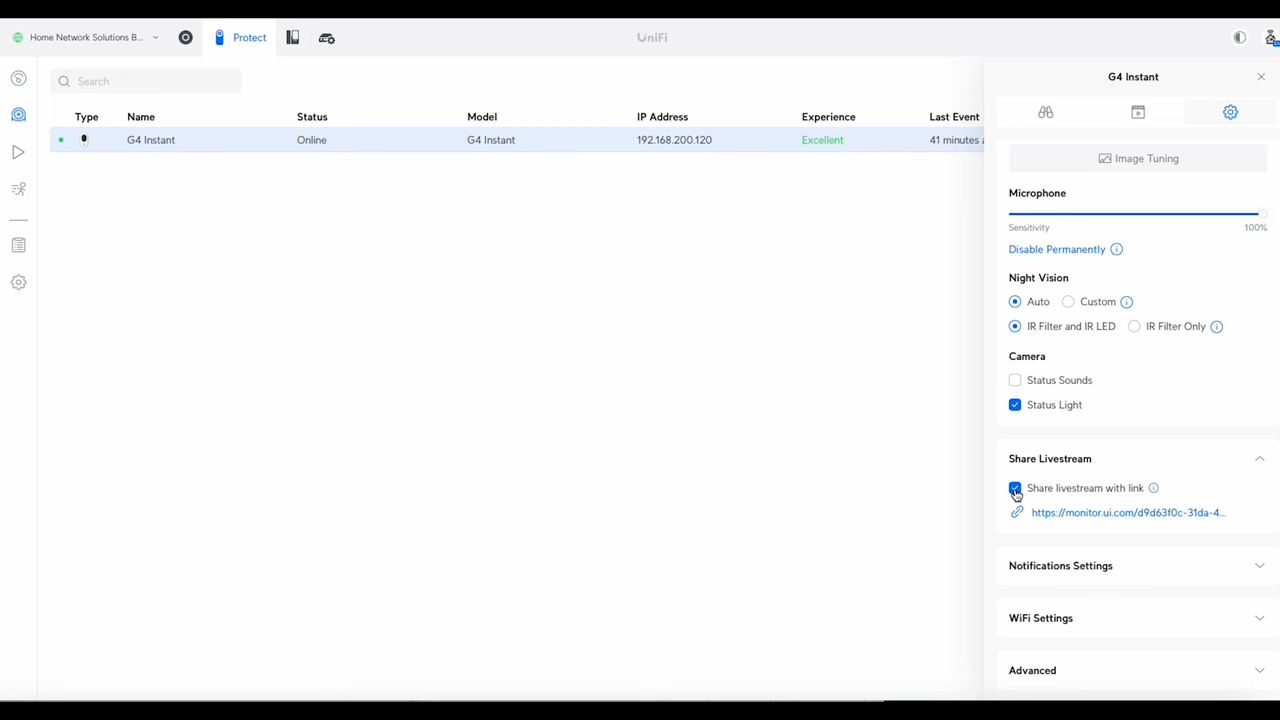 Home Network Solutions B...
Protect
UniFi
Search
G4 Instant
Type Name Status Model IP Address Experience Last Event
G4 Instant Online G4 Instant 192.168.200.120 Excellent 41 minutes
Image Tuning
Microphone
Sensitivity 100%
Disable Permanently
Night Vision
Auto Custom
IR Filter and IR LED IR Filter Only
Camera
Status Sounds
Status Light
Share Livestream
Share livestream with link
https://monitor.ui.com/d9d63f0c-31da-4...
Notifications Settings
WiFi Settings
Advanced